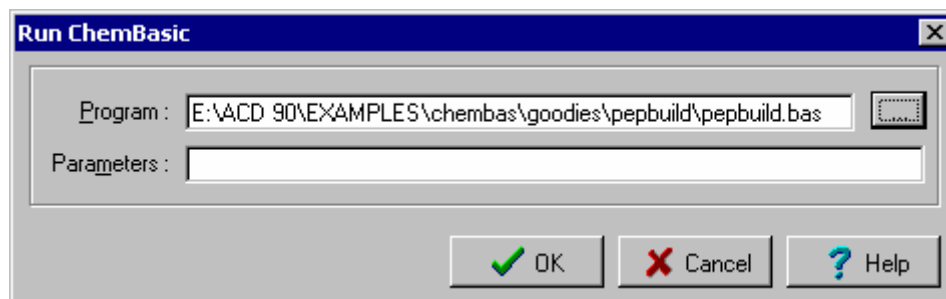 Run ChemBasic
Program : E:\ACD 90\EXAMPLES\chembas\goodies\pepbuild\pepbuild.bas ...
Parameters :
OK Cancel Help